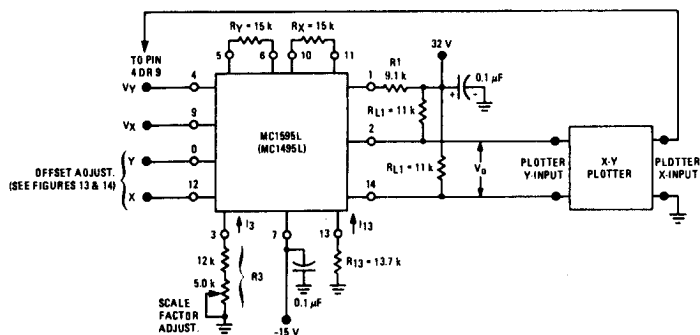 RY = 15 k
RX = 15 k
5
6
10
11
32 V
TO PIN
4 DR 9
VY
4
1
R1
9.1 k
+
-
0.1 µF
RL1 = 11 k
VX
9
MC1595L
(MC1495L)
2
OFFSET ADJUST.
(SEE FIGURES 13 & 14)
Y
0
X
12
RL1 = 11 k
Vo
PLOTTER
Y-INPUT
X-Y
PLOTTER
PLOTTER
X-INPUT
14
3
I3
7
13
I13
12 k
5.0 k
R3
R13 = 13.7 k
0.1 µF
SCALE
FACTOR
ADJUST.
-15 V